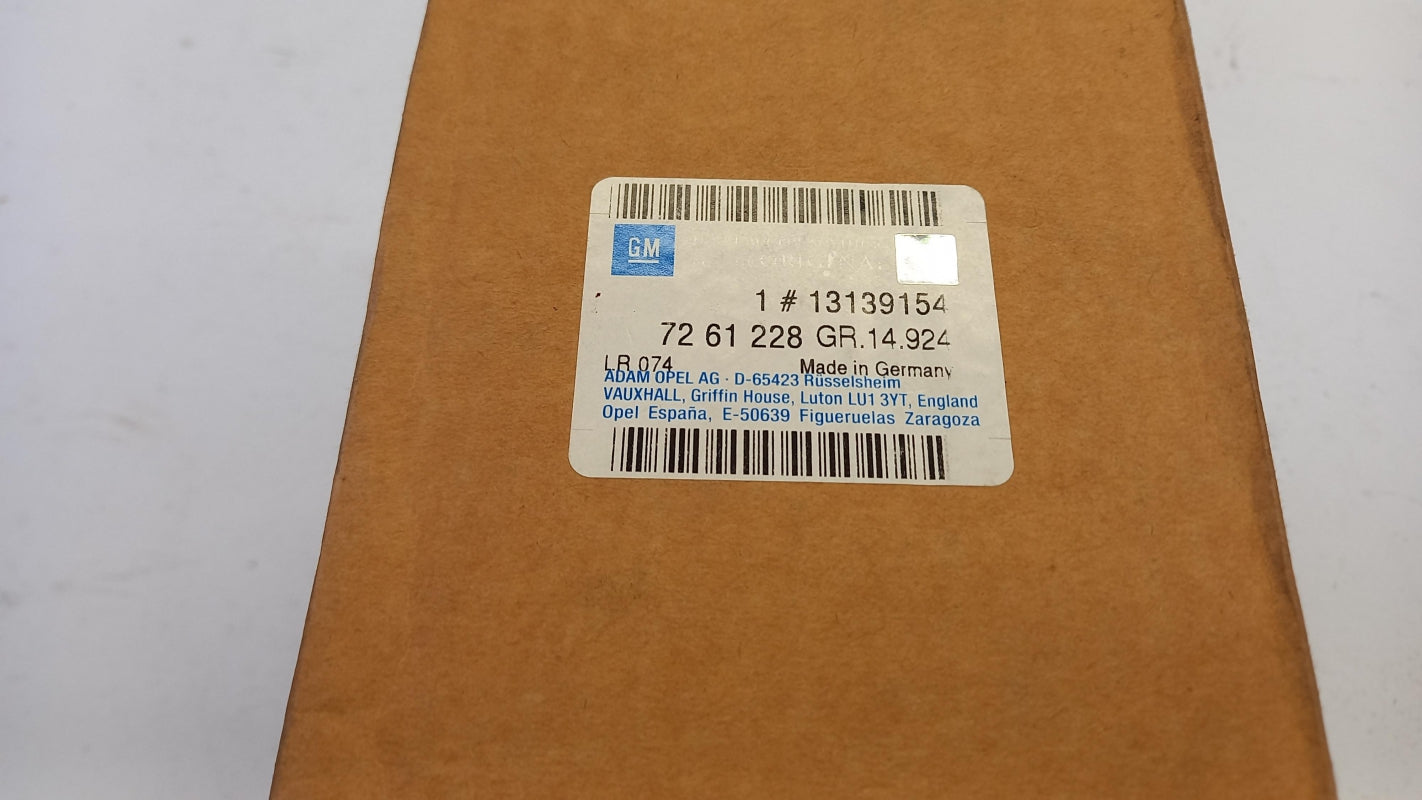 GM
1 # 13139154
72 61 228 GR.14.924
LR 074 Made in Germany
ADAM OPEL AG · D-65423 Rüsselsheim
VAUXHALL, Griffin House, Luton LU1 3YT, England
Opel España, E-50639 Figueruelas Zaragoza